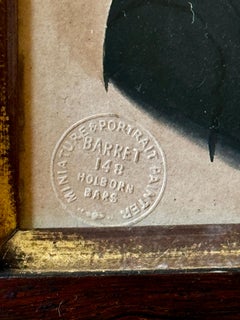 MINIATURE & PORTRAIT PAINTER
BARRET
148
HOLBORN
BARS